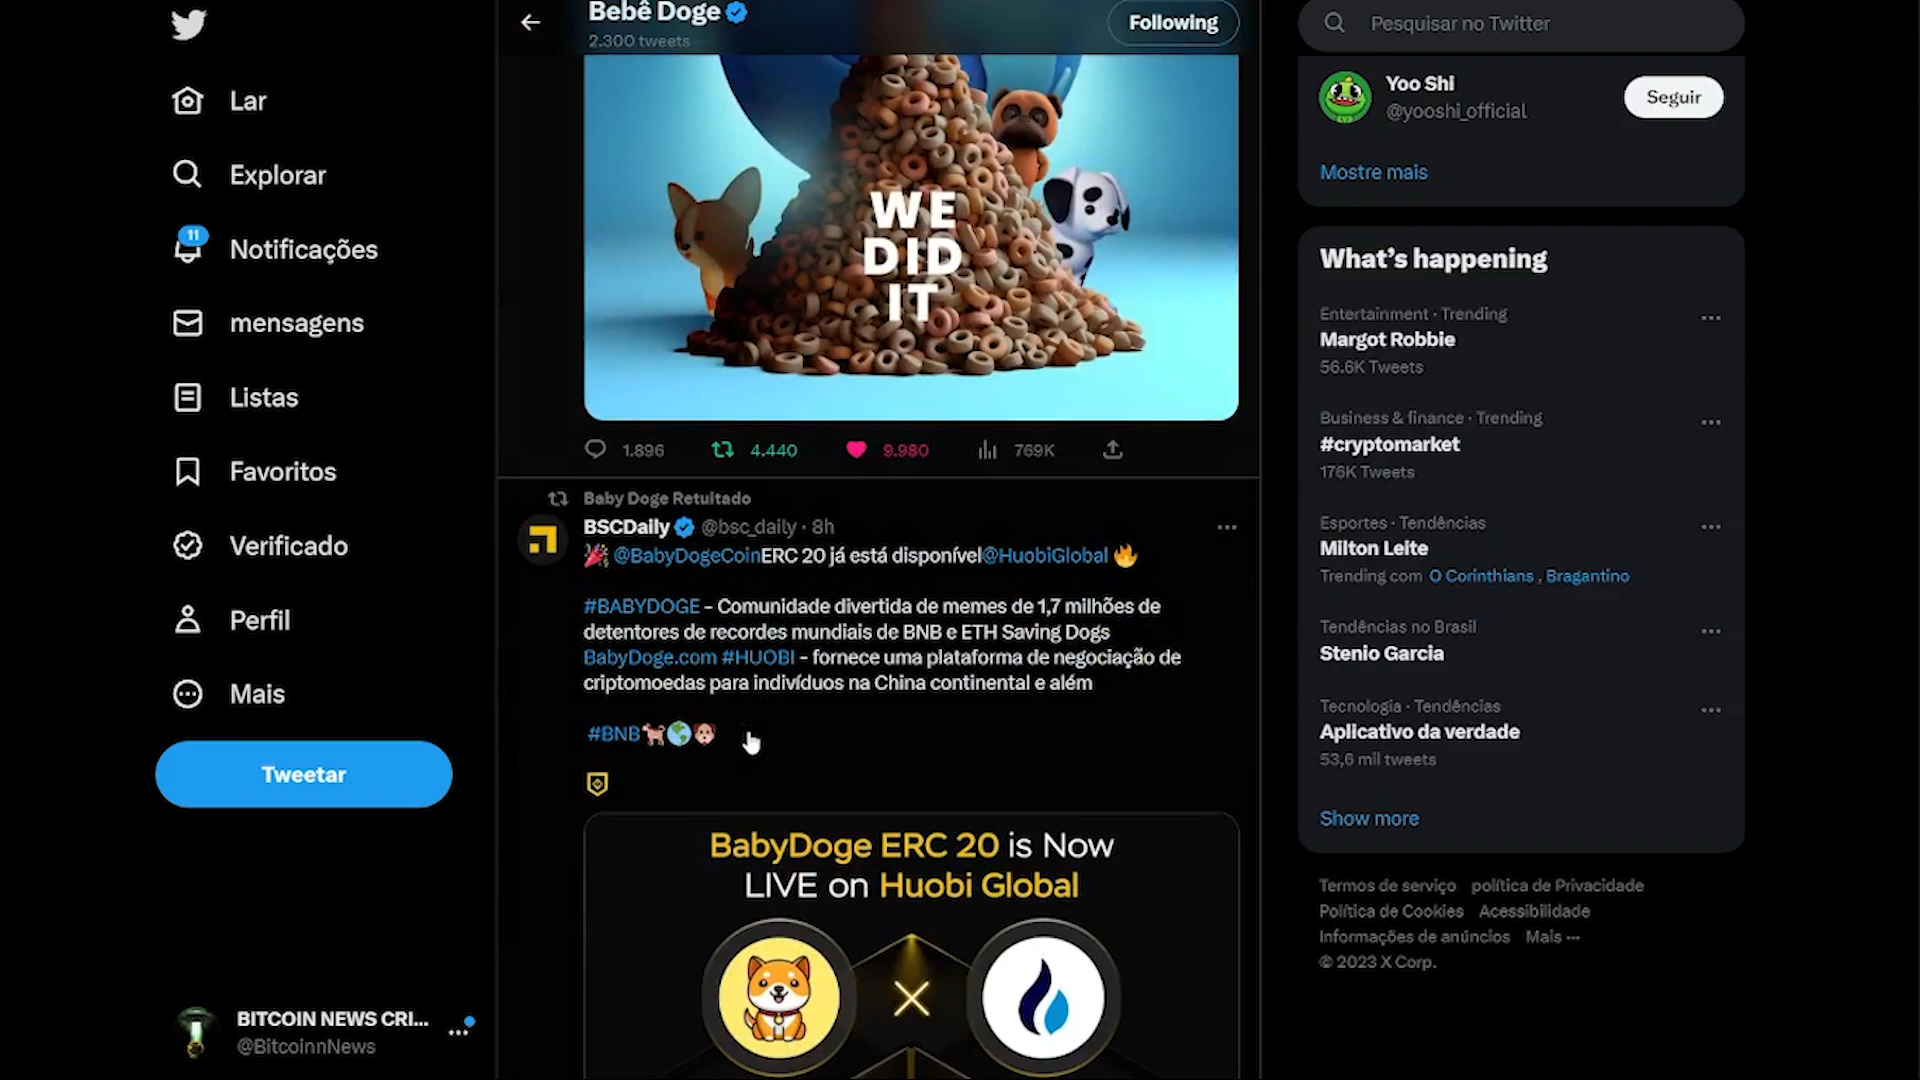 Lar
Explorar
11
Notificações
mensagens
Listas
Favoritos
Verificado
Perfil
Mais
Tweetar
BITCOIN NEWS CRI...
@BitcoinnNews
Bebê Doge
2.300 tweets
Following
WE
DID
IT
1.896
4.440
9.980
769K
Baby Doge Retuitado
BSCDaily @bsc_daily · 8h
@BabyDogeCoinERC 20 já está disponível@HuobiGlobal
#BABYDOGE - Comunidade divertida de memes de 1,7 milhões de
detentores de recordes mundiais de BNB e ETH Saving Dogs
BabyDoge.com #HUOBI - fornece uma plataforma de negociação de
criptomoedas para indivíduos na China continental e além
#BNB
BabyDoge ERC 20 is Now
LIVE on Huobi Global
Pesquisar no Twitter
Yoo Shi
@yooshi_official
Seguir
Mostre mais
What's happening
Entertainment · Trending
Margot Robbie
56.6K Tweets
Business & finance · Trending
#cryptomarket
176K Tweets
Esportes · Tendências
Milton Leite
Trending com O Corinthians , Bragantino
Tendências no Brasil
Stenio Garcia
Tecnologia · Tendências
Aplicativo da verdade
53,6 mil tweets
Show more
Termos de serviço política de Privacidade
Política de Cookies Acessibilidade
Informações de anúncios Mais ···
© 2023 X Corp.